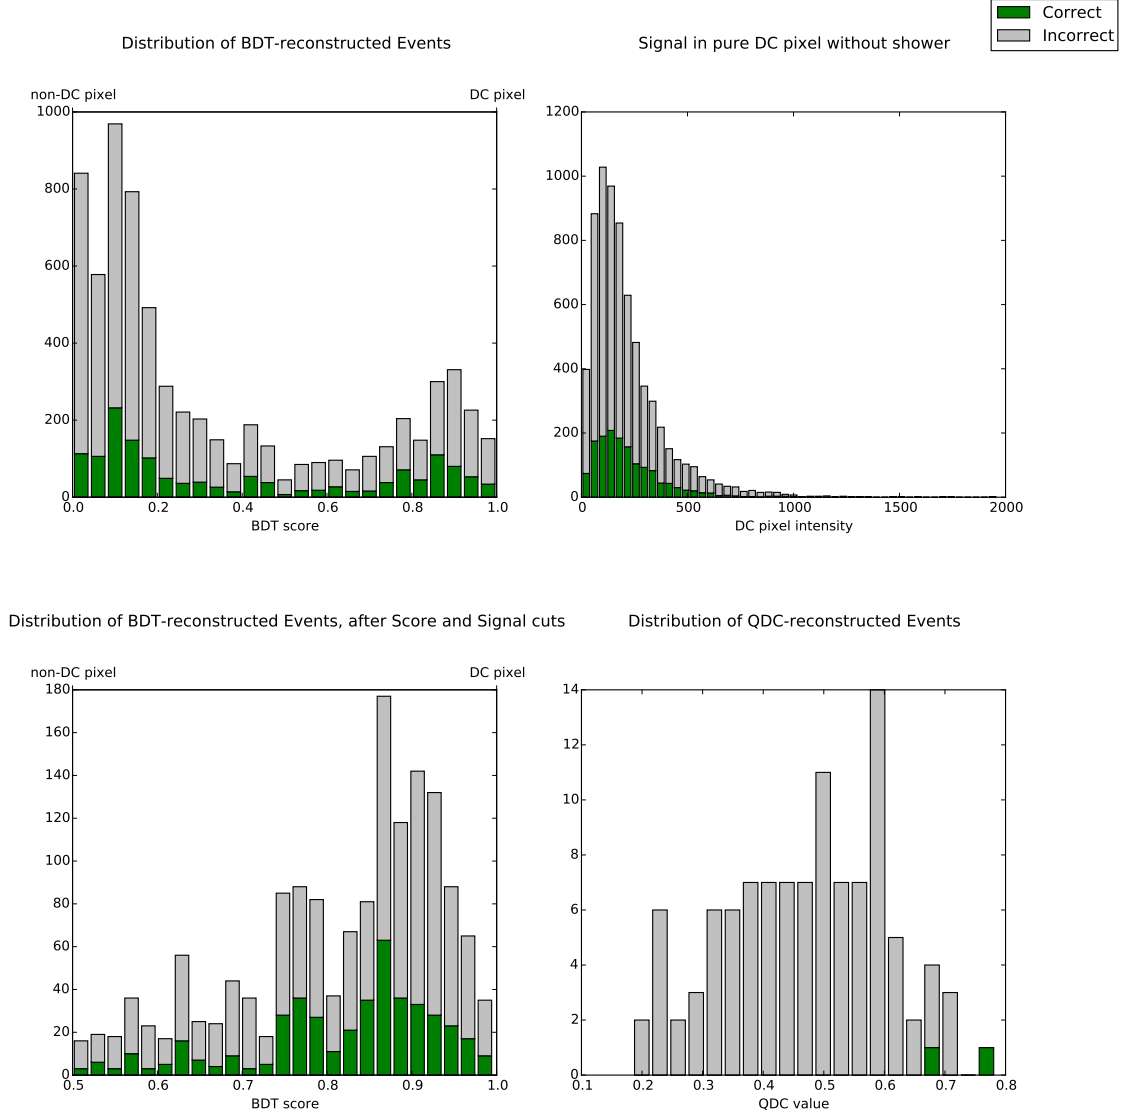 Correct
Incorrect
Distribution of BDT-reconstructed Events
non-DC pixel DC pixel
1000
800
600
400
200
0
0.0 0.2 0.4 0.6 0.8 1.0
BDT score
Signal in pure DC pixel without shower
1200
1000
800
600
400
200
0
0 500 1000 1500 2000
DC pixel intensity
Distribution of BDT-reconstructed Events, after Score and Signal cuts
non-DC pixel DC pixel
180
160
140
120
100
80
60
40
20
0
0.5 0.6 0.7 0.8 0.9 1.0
BDT score
Distribution of QDC-reconstructed Events
14
12
10
8
6
4
2
0
0.1 0.2 0.3 0.4 0.5 0.6 0.7 0.8
QDC value